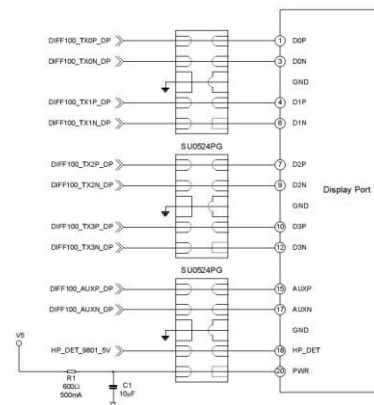 DIFF100_TX0P_DP 1 D0P
DIFF100_TX0N_DP 3 D0N
GND
DIFF100_TX1P_DP 4 D1P
DIFF100_TX1N_DP 6 D1N
SU0524PG
DIFF100_TX2P_DP 7 D2P
DIFF100_TX2N_DP 9 D2N
Display Port
GND
DIFF100_TX3P_DP 10 D3P
DIFF100_TX3N_DP 12 D3N
SU0524PG
DIFF100_AUXP_DP 15 AUXP
DIFF100_AUXN_DP 17 AUXN
GND
V5
HP_DET_9801_5V 18 HP_DET
20 PWR
R1
600Ω
500mA
C1
10µF